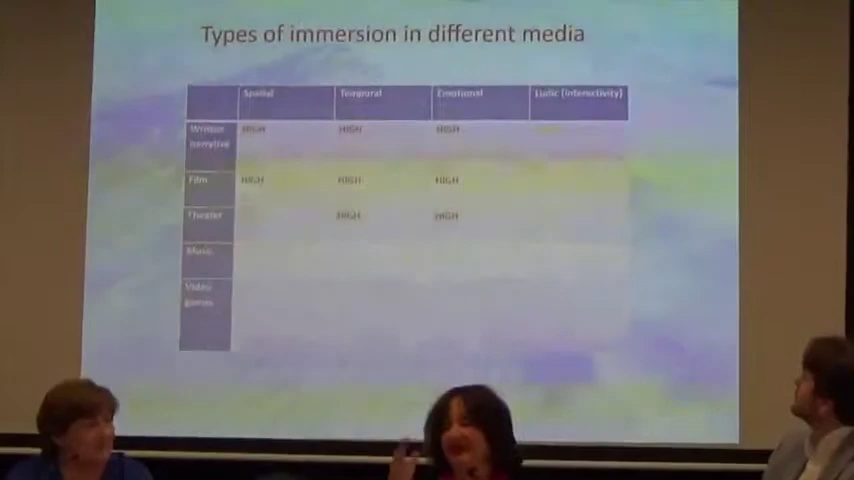 Types of immersion in different media
Spatial Temporal Emotional Ludic (interactivity)
Written HIGH HIGH HIGH
narrative
Film HIGH HIGH HIGH
Theater HIGH HIGH
Music
Video
games